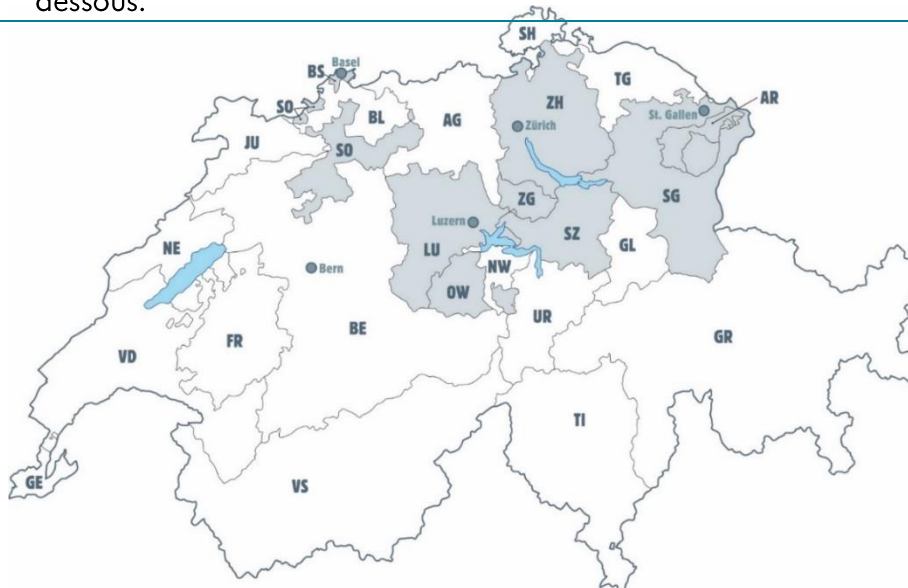 dessous.
SH
Basel
BS
TG
AR
SO
BL
ZH
St. Gallen
AG
Zürich
JU
SO
ZG
SG
Luzern
SZ
NE
LU
GL
NW
Bern
OW
UR
BE
FR
GR
VD
TI
GE
VS